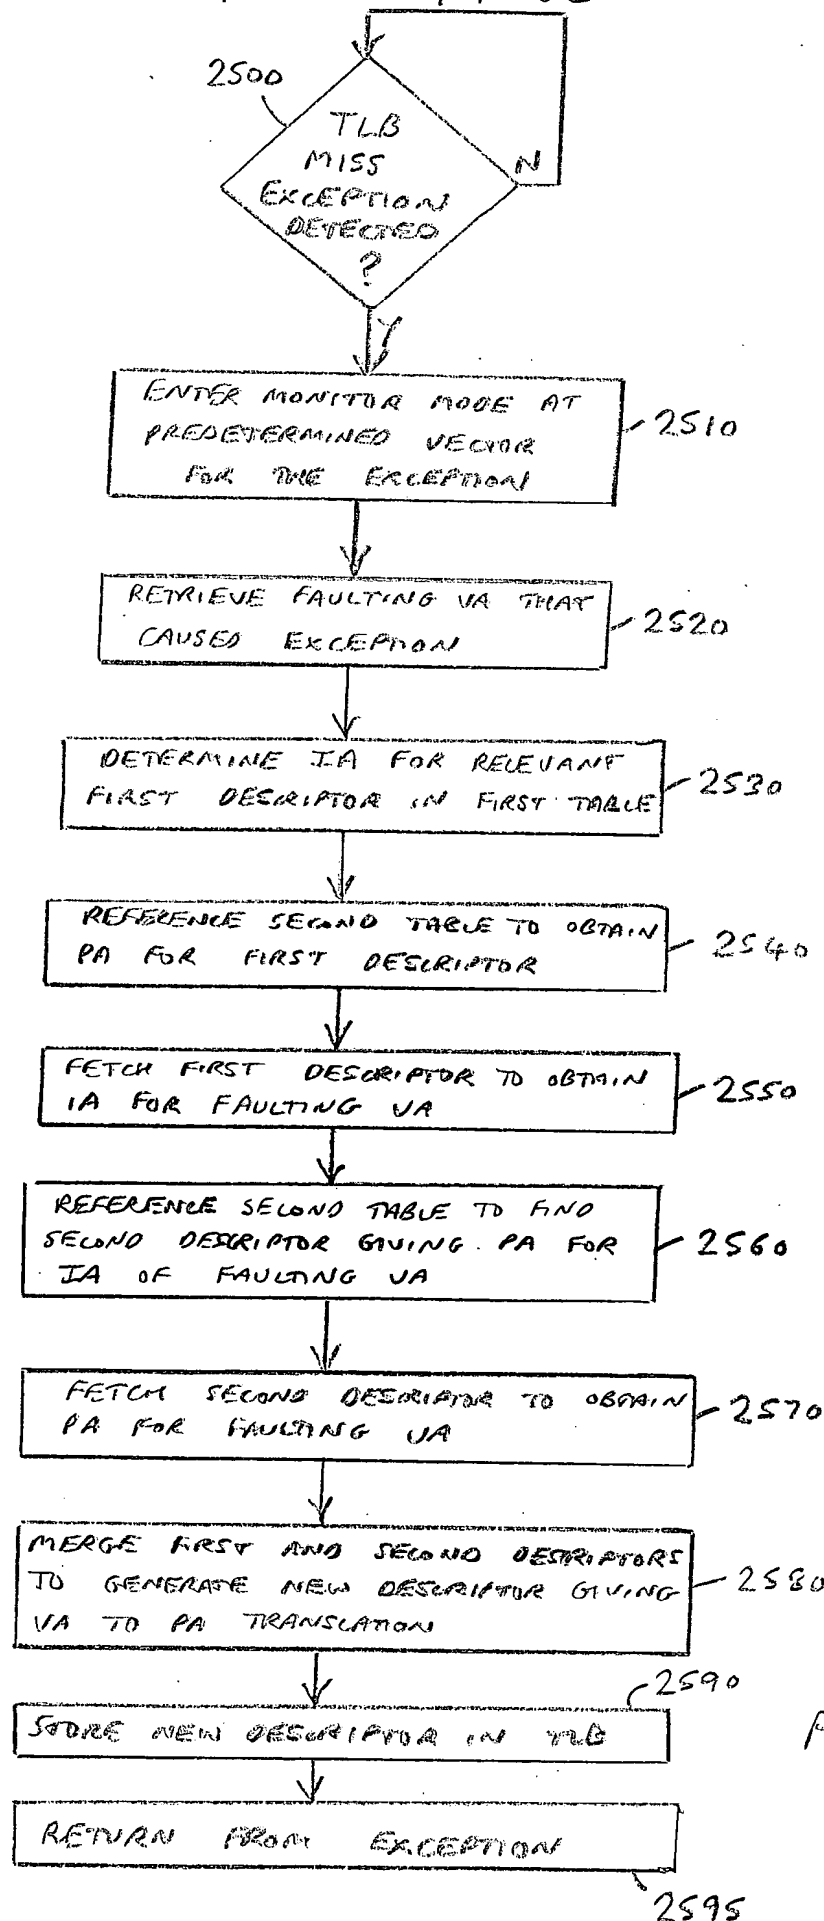 2500
TLB
MISS
EXCEPTION
DETECTED
?
N
Y
ENTER MONITOR MODE AT
PREDETERMINED VECTOR
FOR THE EXCEPTION
2510
RETRIEVE FAULTING VA THAT
CAUSED EXCEPTION
2520
DETERMINE IA FOR RELEVANT
FIRST DESCRIPTOR IN FIRST TABLE
2530
REFERENCE SECOND TABLE TO OBTAIN
PA FOR FIRST DESCRIPTOR
2540
FETCH FIRST DESCRIPTOR TO OBTAIN
IA FOR FAULTING VA
2550
REFERENCE SECOND TABLE TO FIND
SECOND DESCRIPTOR GIVING PA FOR
IA OF FAULTING VA
2560
FETCH SECOND DESCRIPTOR TO OBTAIN
PA FOR FAULTING VA
2570
MERGE FIRST AND SECOND DESCRIPTORS
TO GENERATE NEW DESCRIPTOR GIVING
VA TO PA TRANSLATION
2580
2590
STORE NEW DESCRIPTOR IN TLB
RETURN FROM EXCEPTION
2595